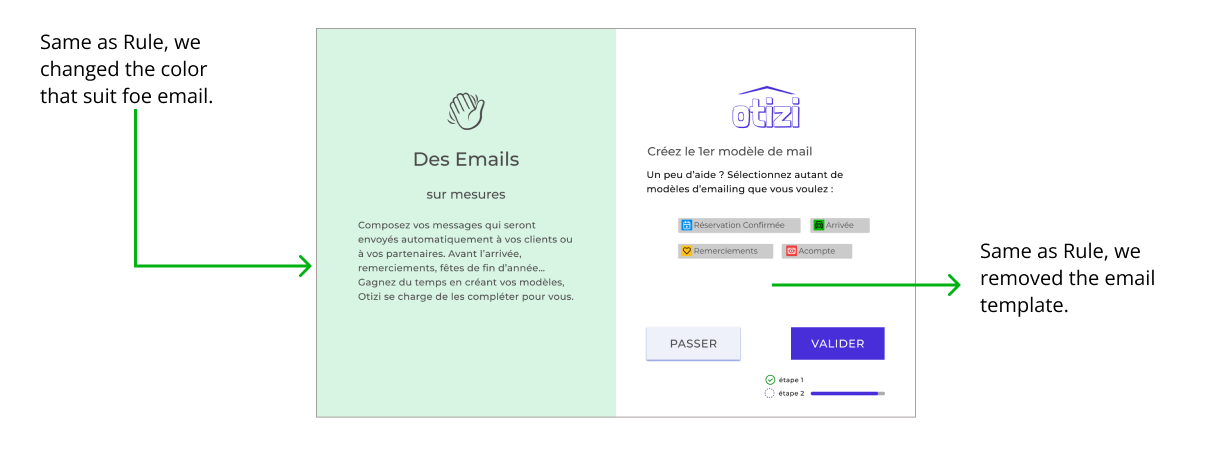 Same as Rule, we
changed the color
that suit foe email.
Des Emails
sur mesures
Composez vos messages qui seront
envoyés automatiquement à vos clients ou
à vos partenaires. Avant l'arrivée,
remerciements, fêtes de fin d'année...
Gagnez du temps en créant vos modèles,
Otizi se charge de les compléter pour vous.
otizi
Créez le 1er modèle de mail
Un peu d'aide ? Sélectionnez autant de
modèles d'emailing que vous voulez :
Réservation Confirmée
Arrivée
Remerciements
Acompte
PASSER
VALIDER
étape 1
étape 2
Same as Rule, we
removed the email
template.